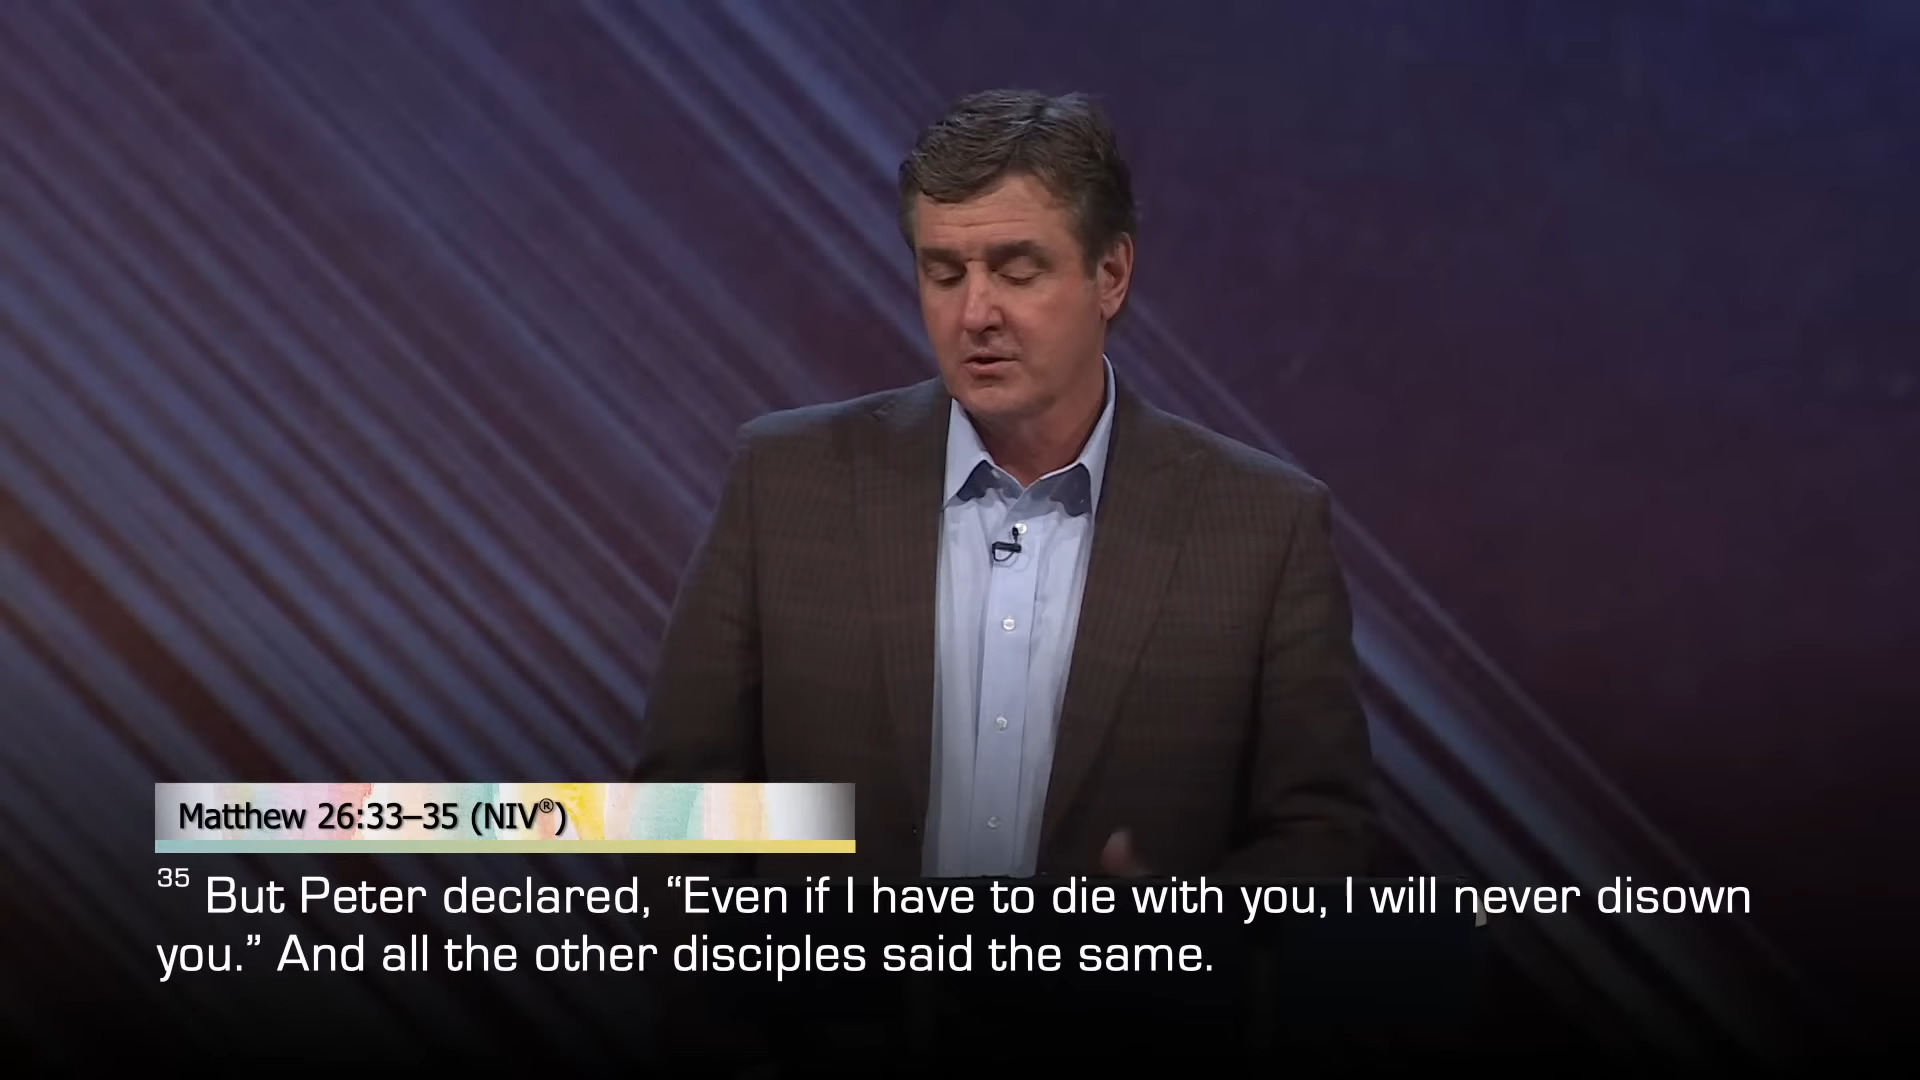 Matthew 26:33–35 (NIV®)
35 But Peter declared, “Even if I have to die with you, I will never disown
you.” And all the other disciples said the same.